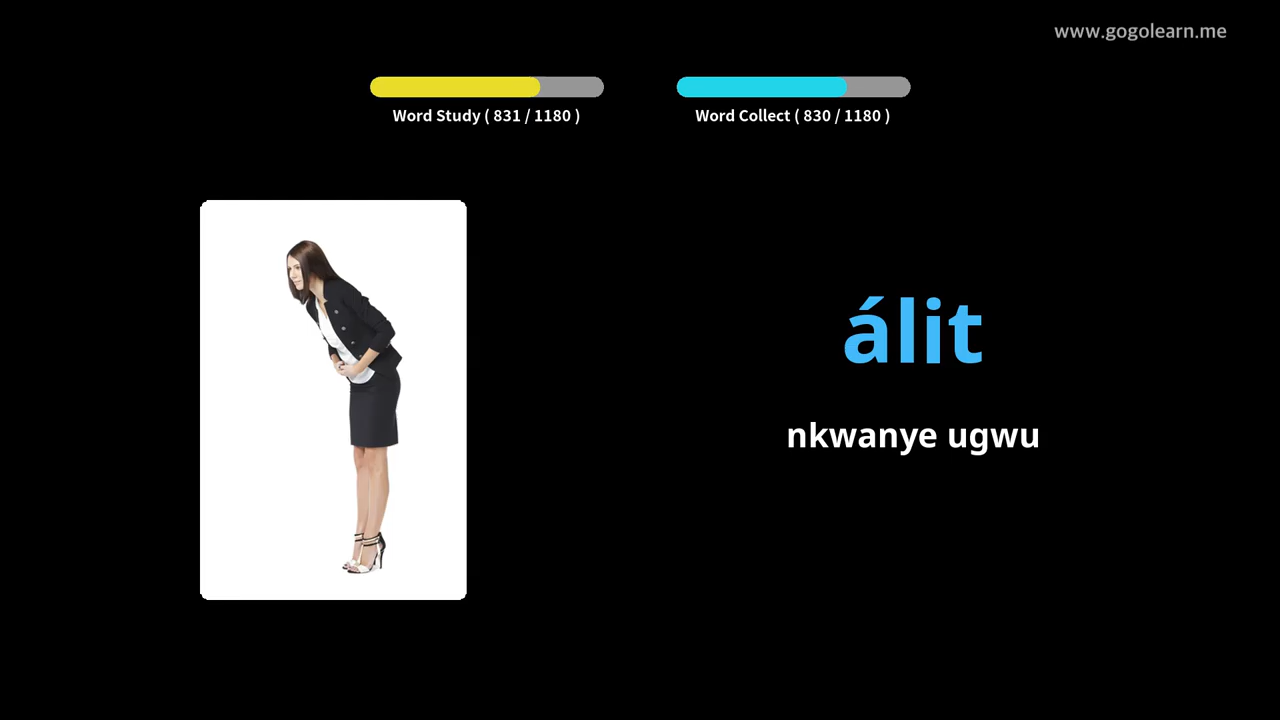 www.gogolearn.me
Word Study ( 831 / 1180 )
Word Collect ( 830 / 1180 )
álit
nkwanye ugwu